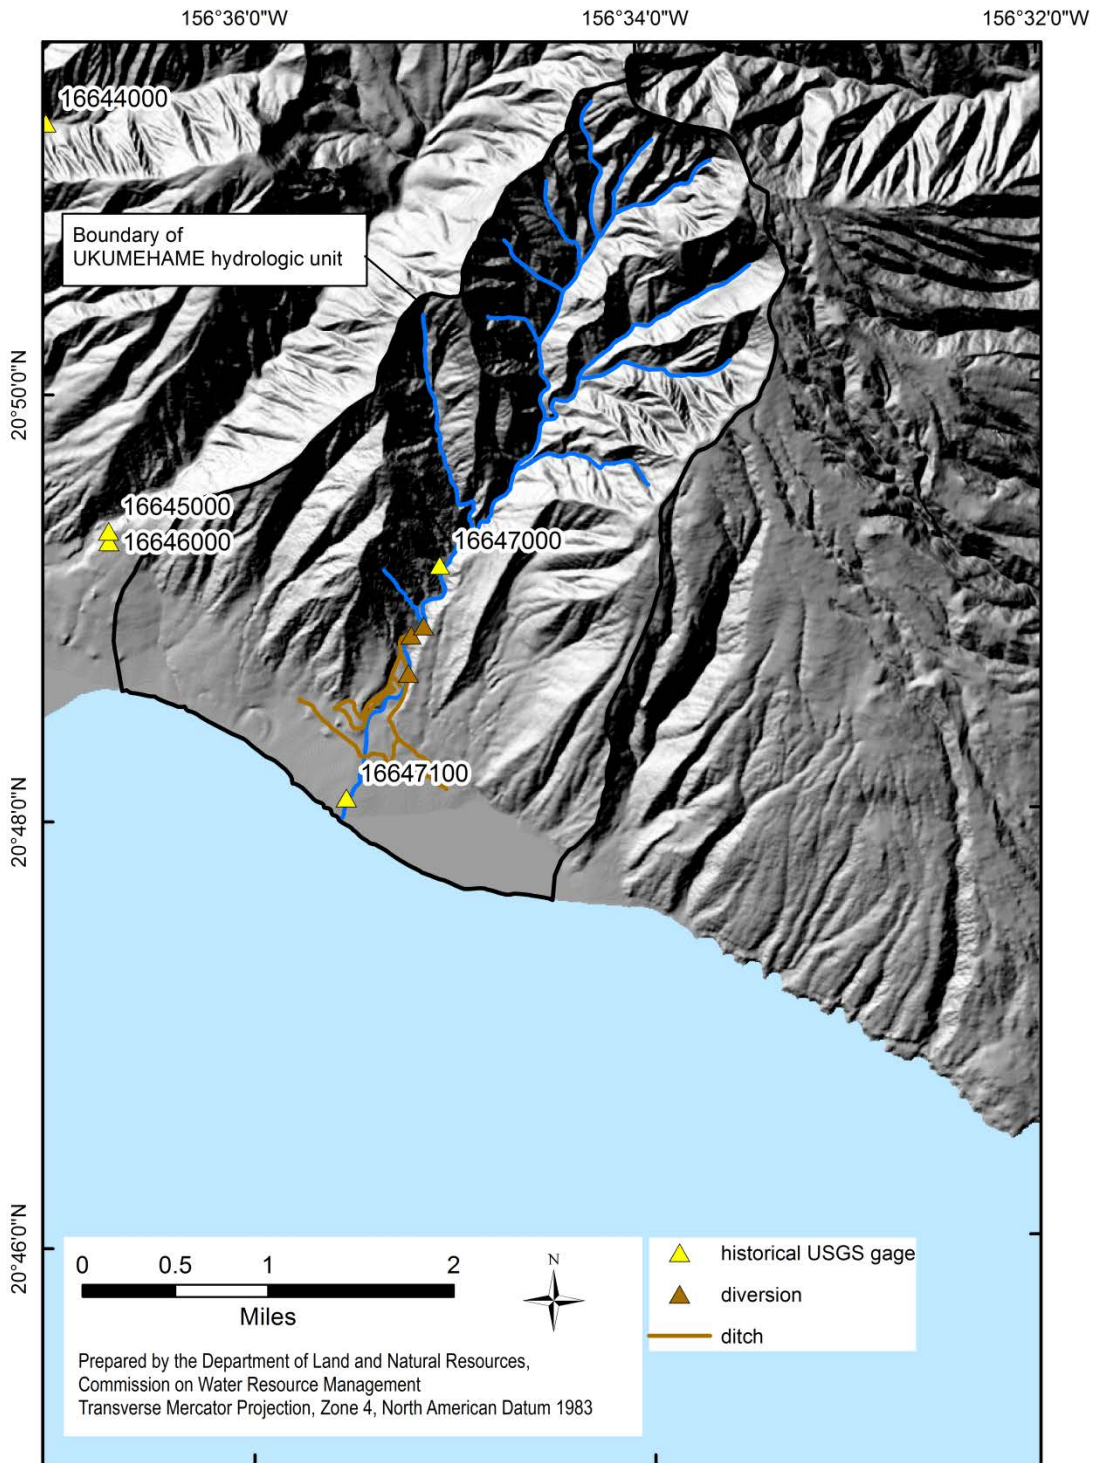 156°36'0"W
156°34'0"W
156°32'0"W
16644000
Boundary of
UKUMEHAME hydrologic unit
20°50'0"N
16645000
16646000
16647000
16647100
20°48'0"N
20°46'0"N
0 0.5 1 2
Miles
N
historical USGS gage
diversion
ditch
Prepared by the Department of Land and Natural Resources,
Commission on Water Resource Management
Transverse Mercator Projection, Zone 4, North American Datum 1983